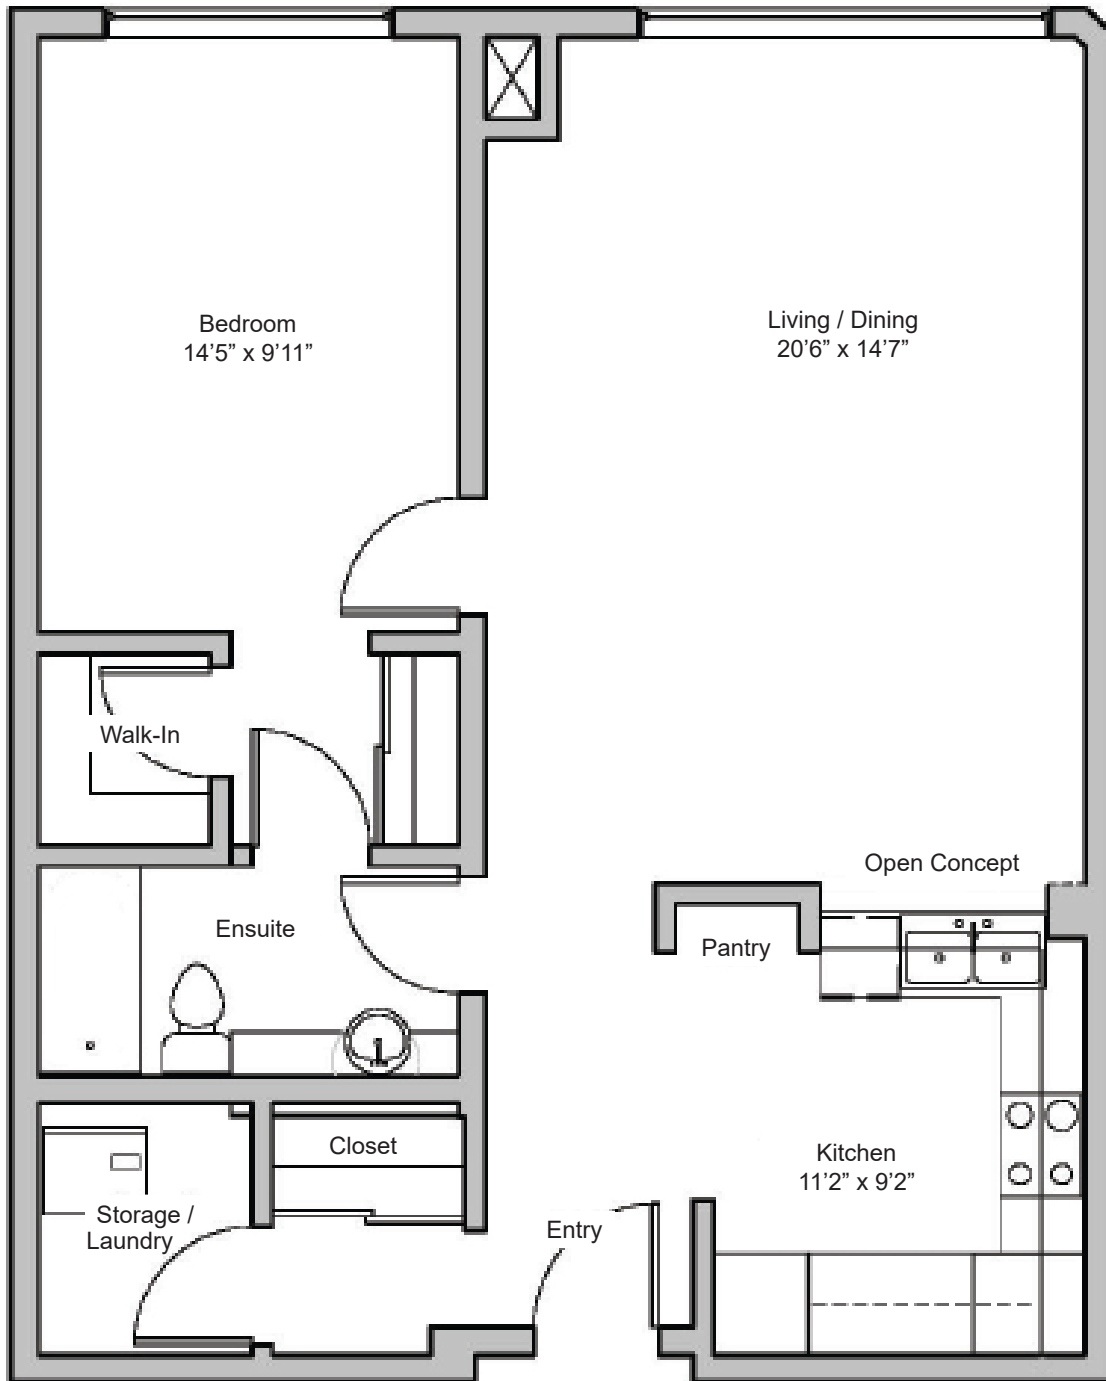 Bedroom
14’5” x 9’11”
Living / Dining
20’6” x 14’7”
Walk-In
Open Concept
Ensuite
Pantry
Closet
Kitchen
11’2” x 9’2”
Storage /
Laundry
Entry